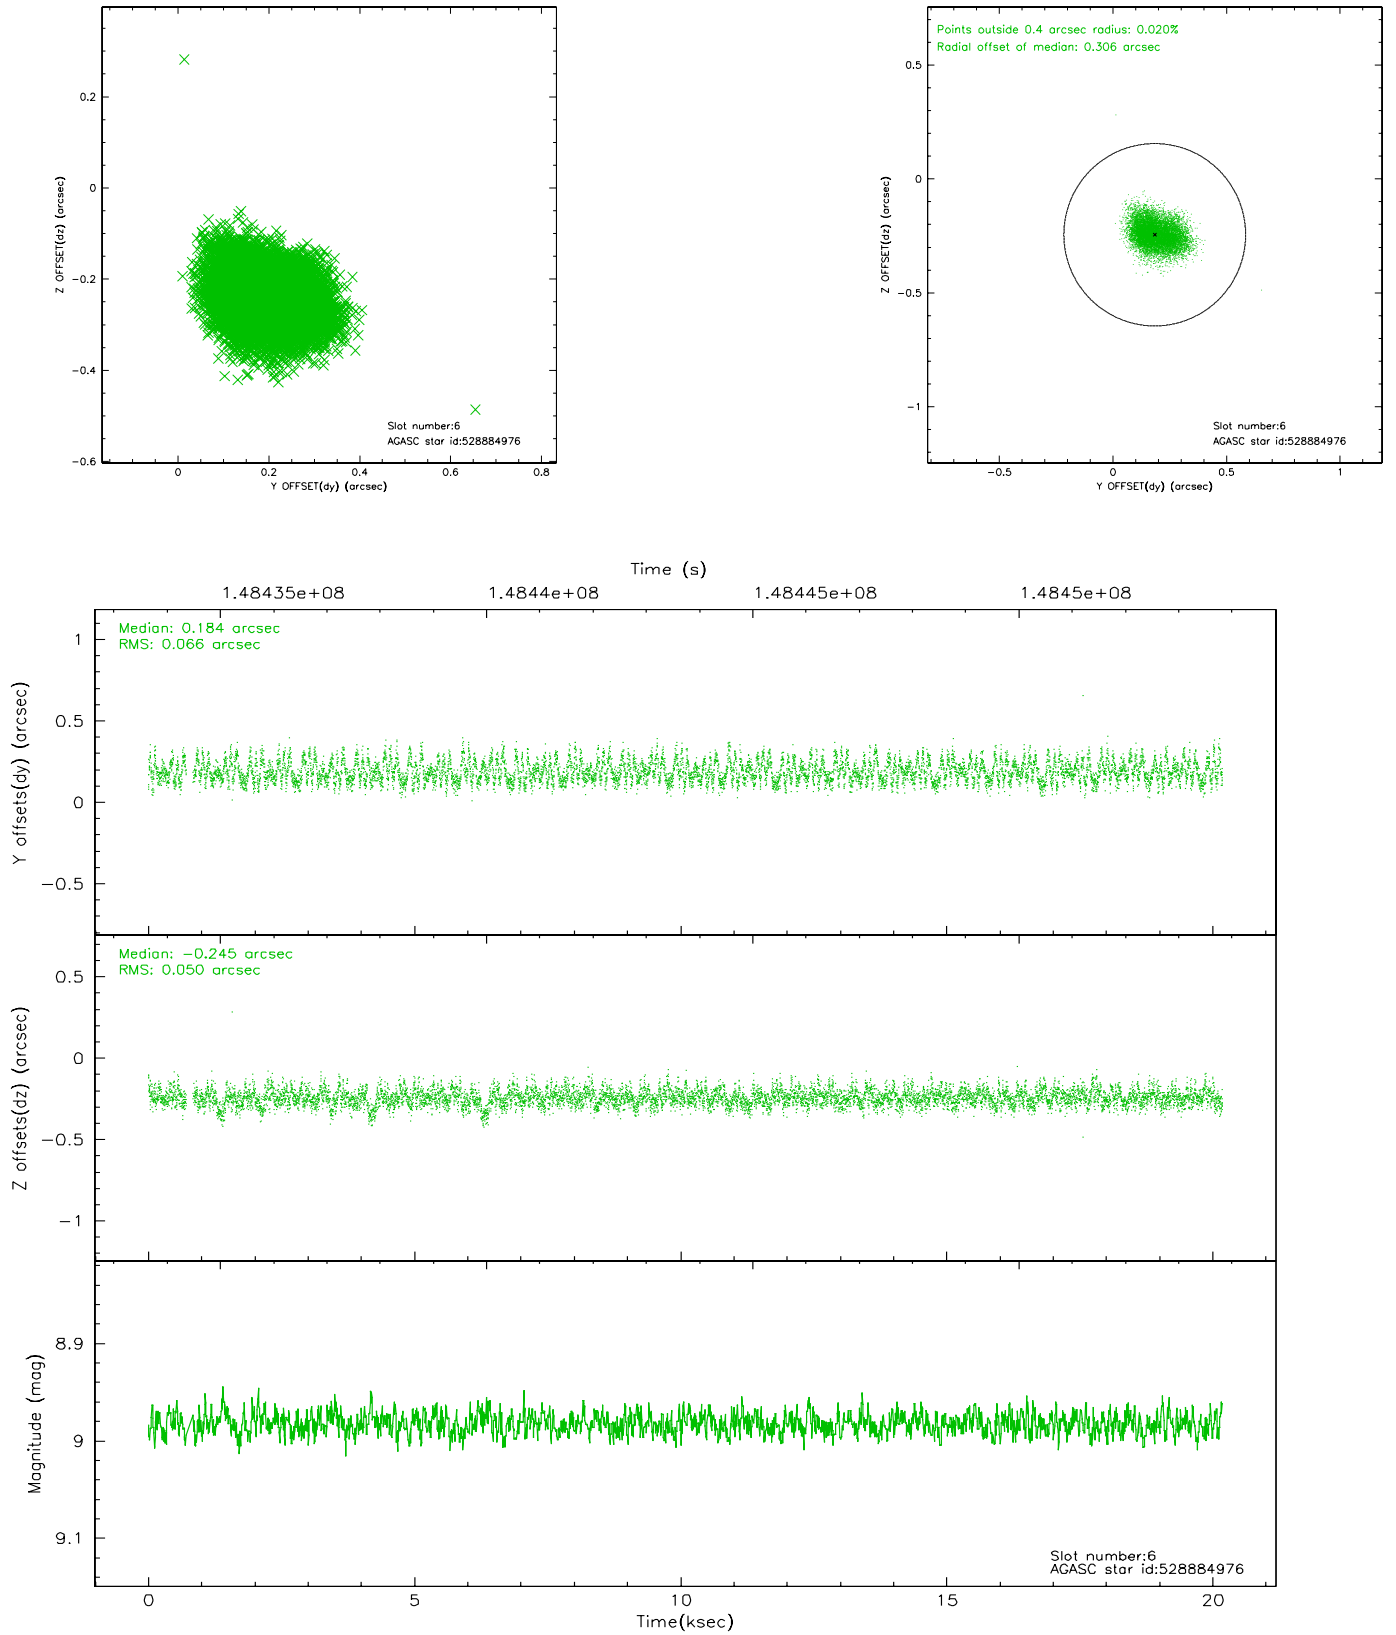 0.2
0
−0.2
−0.4
−0.6
Z OFFSET(dz) (arcsec)
Slot number:6
AGASC star id:528884976
0 0.2 0.4 0.6 0.8
Y OFFSET(dy) (arcsec)
Points outside 0.4 arcsec radius: 0.020%
Radial offset of median: 0.306 arcsec
0.5
0
−0.5
−1
Z OFFSET(dz) (arcsec)
Slot number:6
AGASC star id:528884976
−0.5 0 0.5 1
Y OFFSET(dy) (arcsec)
Time (s)
1.48435e+08 1.4844e+08 1.48445e+08 1.4845e+08
Median: 0.184 arcsec
RMS: 0.066 arcsec
1
0.5
0
−0.5
Y offsets(dy) (arcsec)
Median: −0.245 arcsec
RMS: 0.050 arcsec
0.5
0
−0.5
−1
Z offsets(dz) (arcsec)
8.9
9
9.1
Magnitude (mag)
Slot number:6
AGASC star id:528884976
0 5 10 15 20
Time(ksec)